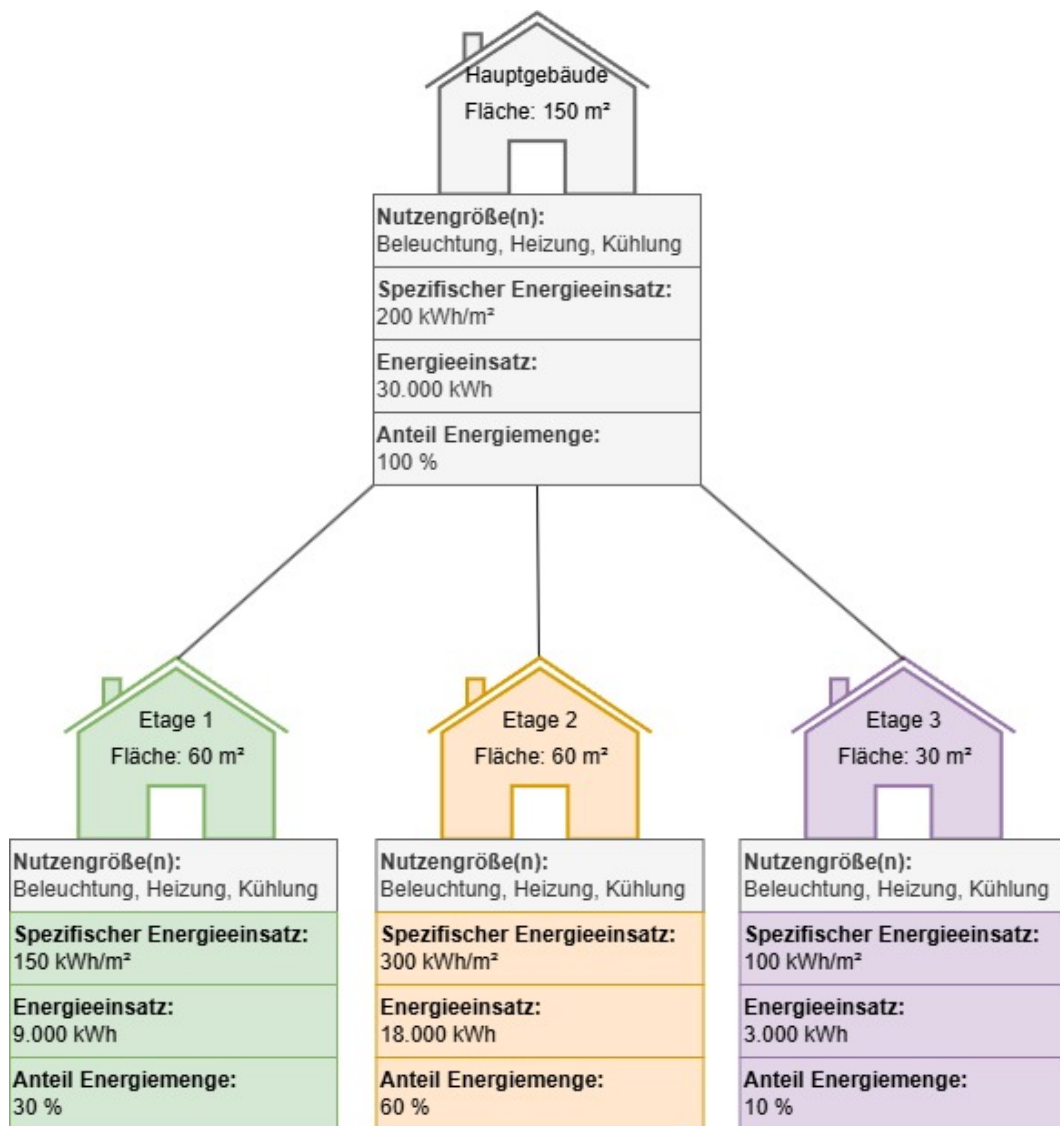 Hauptgebäude
Fläche: 150 m²
Nutzengröße(n):
Beleuchtung, Heizung, Kühlung
Spezifischer Energieeinsatz:
200 kWh/m²
Energieeinsatz:
30.000 kWh
Anteil Energiemenge:
100 %
Etage 1
Fläche: 60 m²
Nutzengröße(n):
Beleuchtung, Heizung, Kühlung
Spezifischer Energieeinsatz:
150 kWh/m²
Energieeinsatz:
9.000 kWh
Anteil Energiemenge:
30 %
Etage 2
Fläche: 60 m²
Nutzengröße(n):
Beleuchtung, Heizung, Kühlung
Spezifischer Energieeinsatz:
300 kWh/m²
Energieeinsatz:
18.000 kWh
Anteil Energiemenge:
60 %
Etage 3
Fläche: 30 m²
Nutzengröße(n):
Beleuchtung, Heizung, Kühlung
Spezifischer Energieeinsatz:
100 kWh/m²
Energieeinsatz:
3.000 kWh
Anteil Energiemenge:
10 %